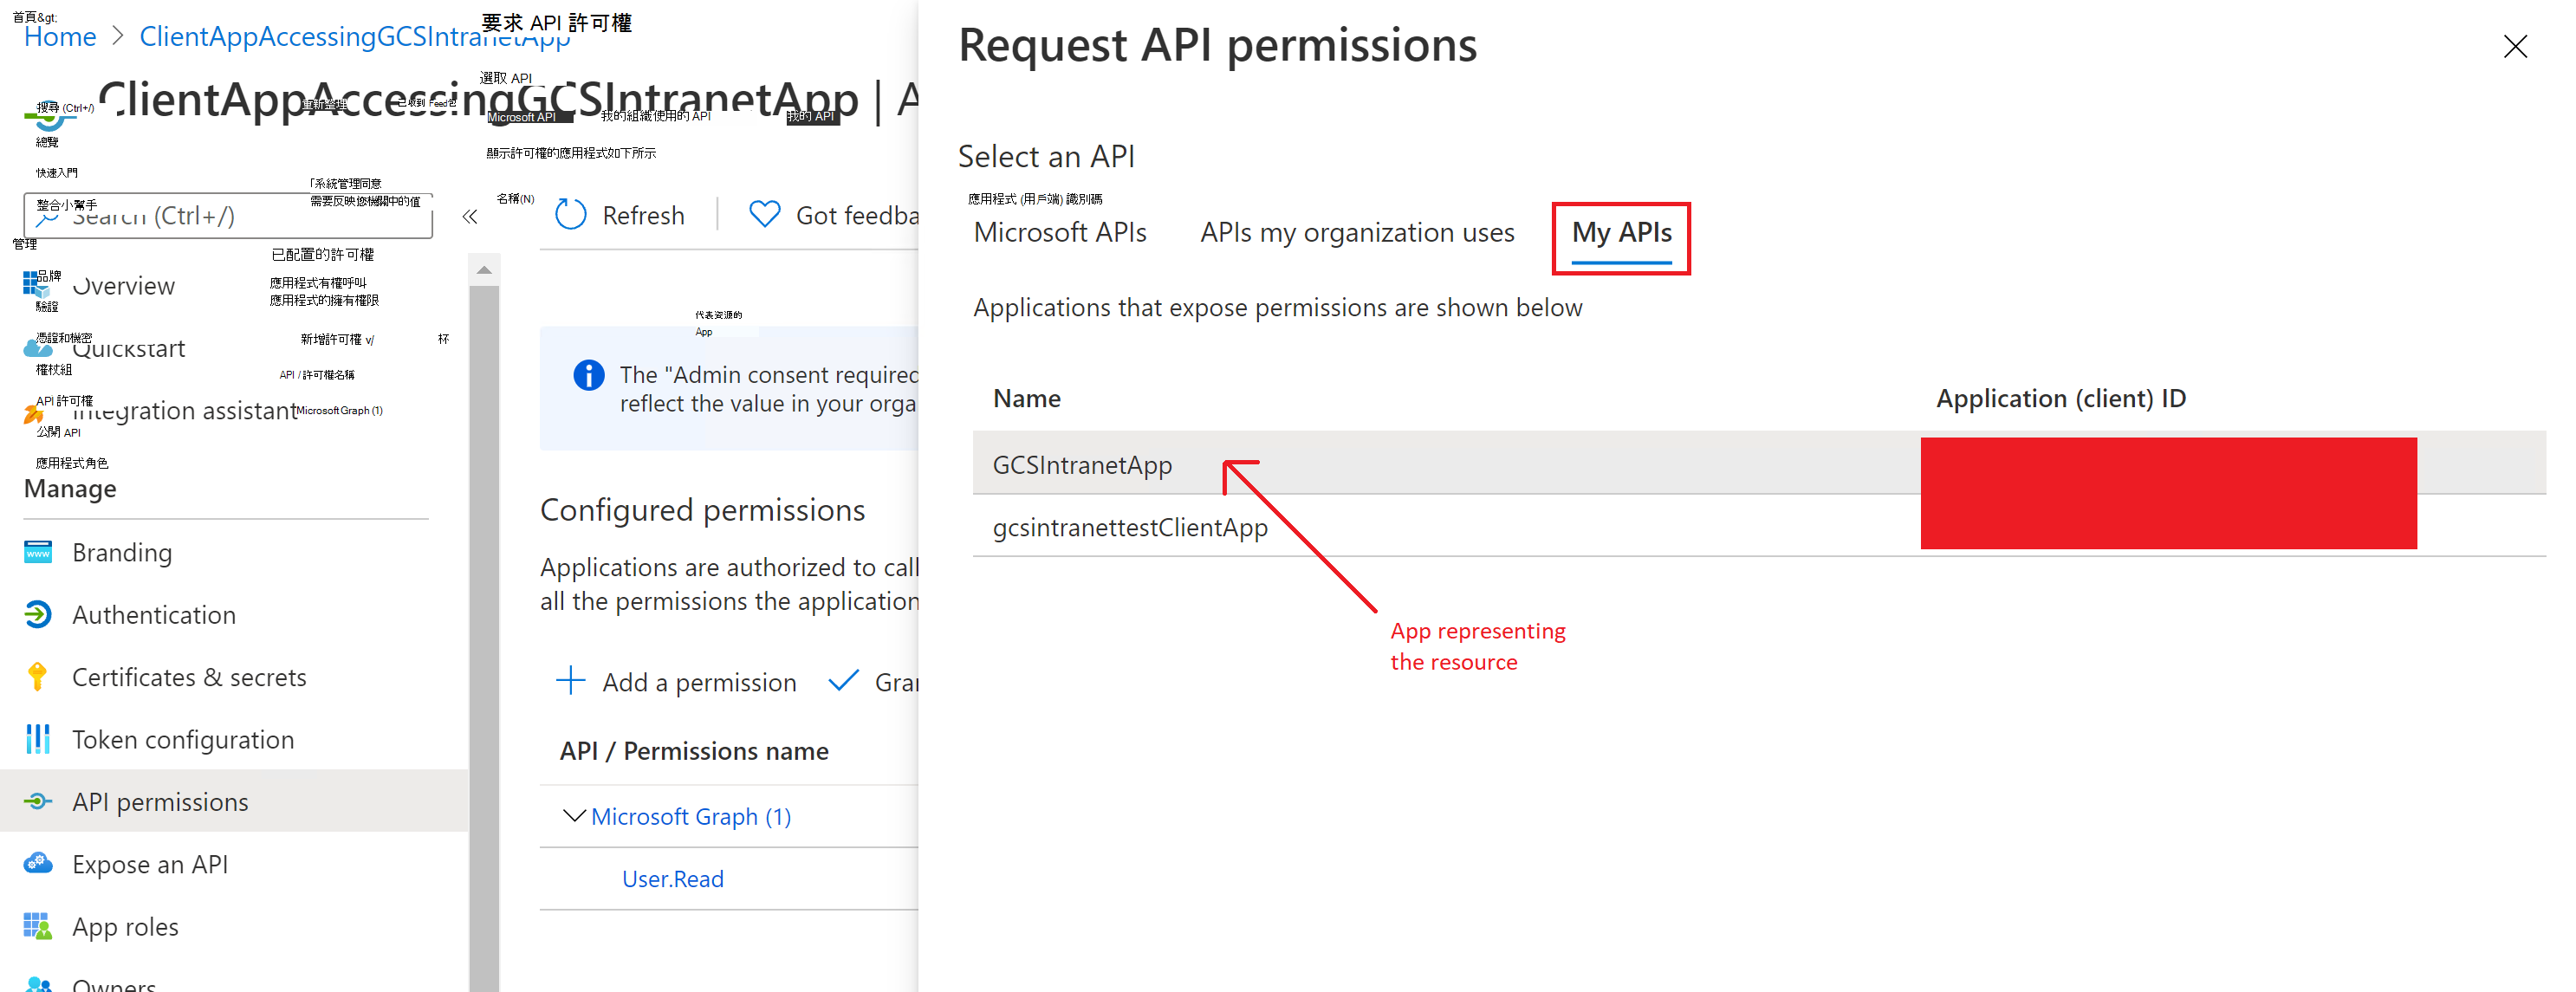 首頁&gt;
Home > ClientAppAccessingGCSIntranetApp
要求 API 許可權
ClientAppAccessingGCSIntranetApp | A
選取 API
搜尋 (Ctrl+/)
重新整理
已收到 Feed包
Microsoft API
我的組織使用的 API
我的 API
總覽
顯示許可權的應用程式如下所示
快速入門
「系統管理同意
需要反映您機關中的值
名稱(N)
整合小幫手
Search (Ctrl+/)
管理
已配置的許可權
品牌
Overview
應用程式有權呼叫
應用程式的擁有權限
驗證
憑證和機密
Quickstart
新增許可權 v/
杯
權杖組
API / 許可權名稱
API 許可權
Integration assistant
Microsoft Graph (1)
公開 API
應用程式角色
Manage
Branding
Authentication
Certificates & secrets
Token configuration
API permissions
Expose an API
App roles
Owners
Refresh
Got feedba
代表资源的
App
The "Admin consent required
reflect the value in your orga
Configured permissions
Applications are authorized to call
all the permissions the application
Add a permission
Gran
API / Permissions name
Microsoft Graph (1)
User.Read
Request API permissions
Select an API
應用程式 (用戶端) 識別碼
Microsoft APIs
APIs my organization uses
My APIs
Applications that expose permissions are shown below
Name
Application (client) ID
GCSIntranetApp
gcsintranettestClientApp
App representing
the resource